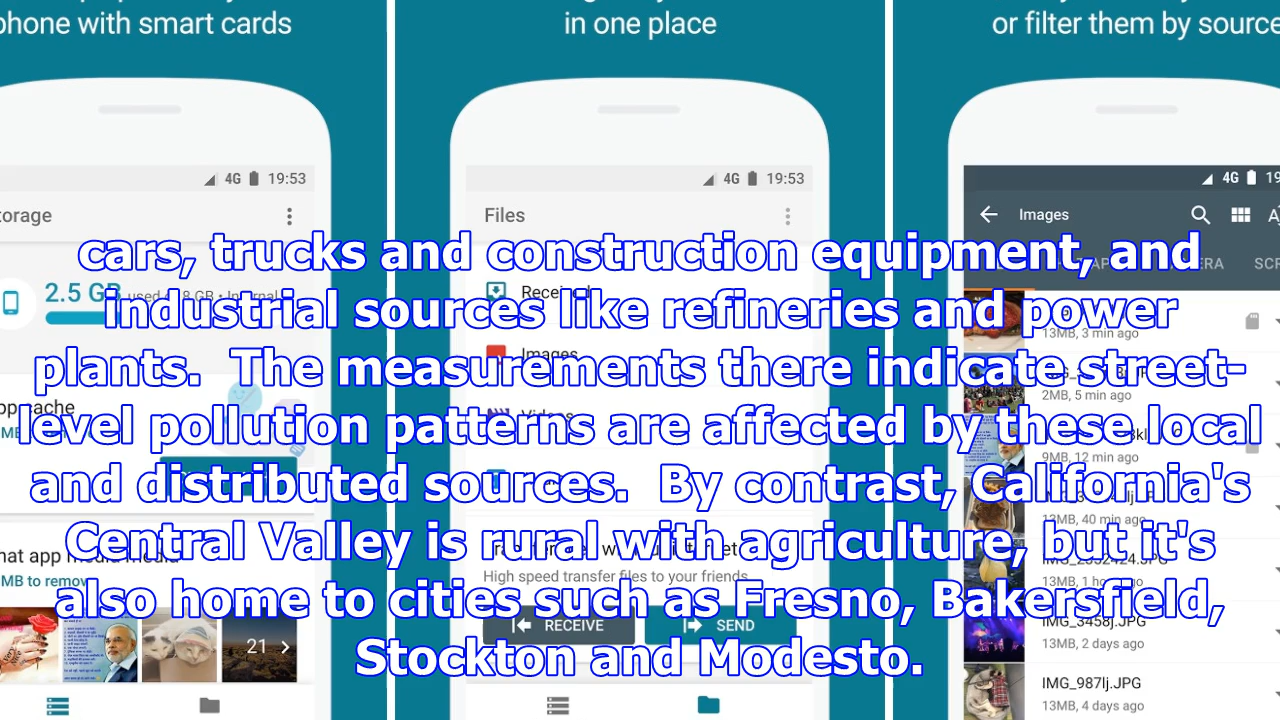 phone with smart cards
in one place
or filter them by source
4G 19:53
4G 19:53
4G
Files
Images
cars, trucks and construction equipment, and
industrial sources like refineries and power
plants. The measurements there indicate street-
level pollution patterns are affected by these local
and distributed sources. By contrast, California's
Central Valley is rural with agriculture, but it's
also home to cities such as Fresno, Bakersfield,
Stockton and Modesto.
2.5 GB used
Images
13MB, 3 min ago
2MB, 5 min ago
9MB, 12 min ago
13MB, 40 min ago
High speed transfer files to your friends
RECEIVE
SEND
MB to remove
21
IMG_3458j.JPG
13MB, 2 days ago
IMG_987lj.JPG
13MB, 4 days ago